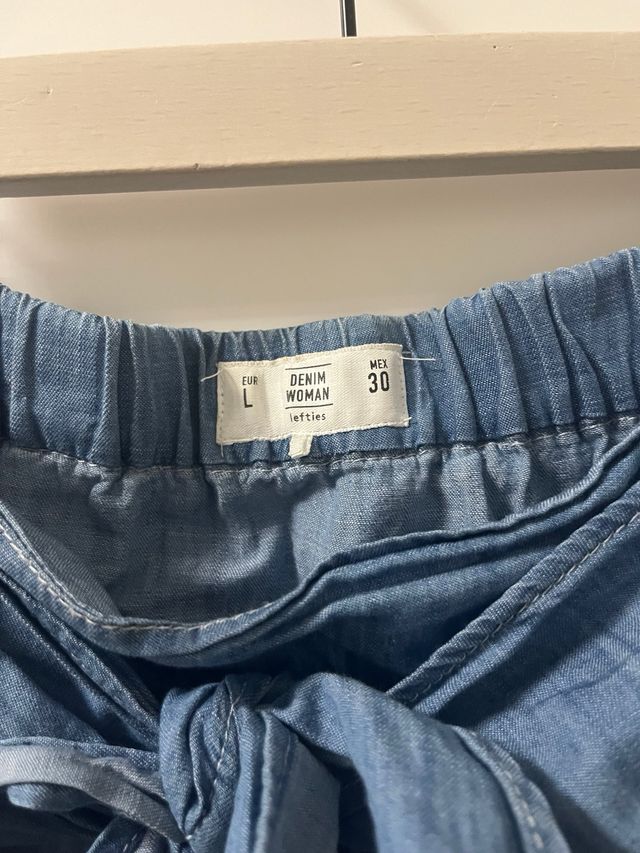 EUR
L
DENIM
WOMAN
lefties
MEX
30